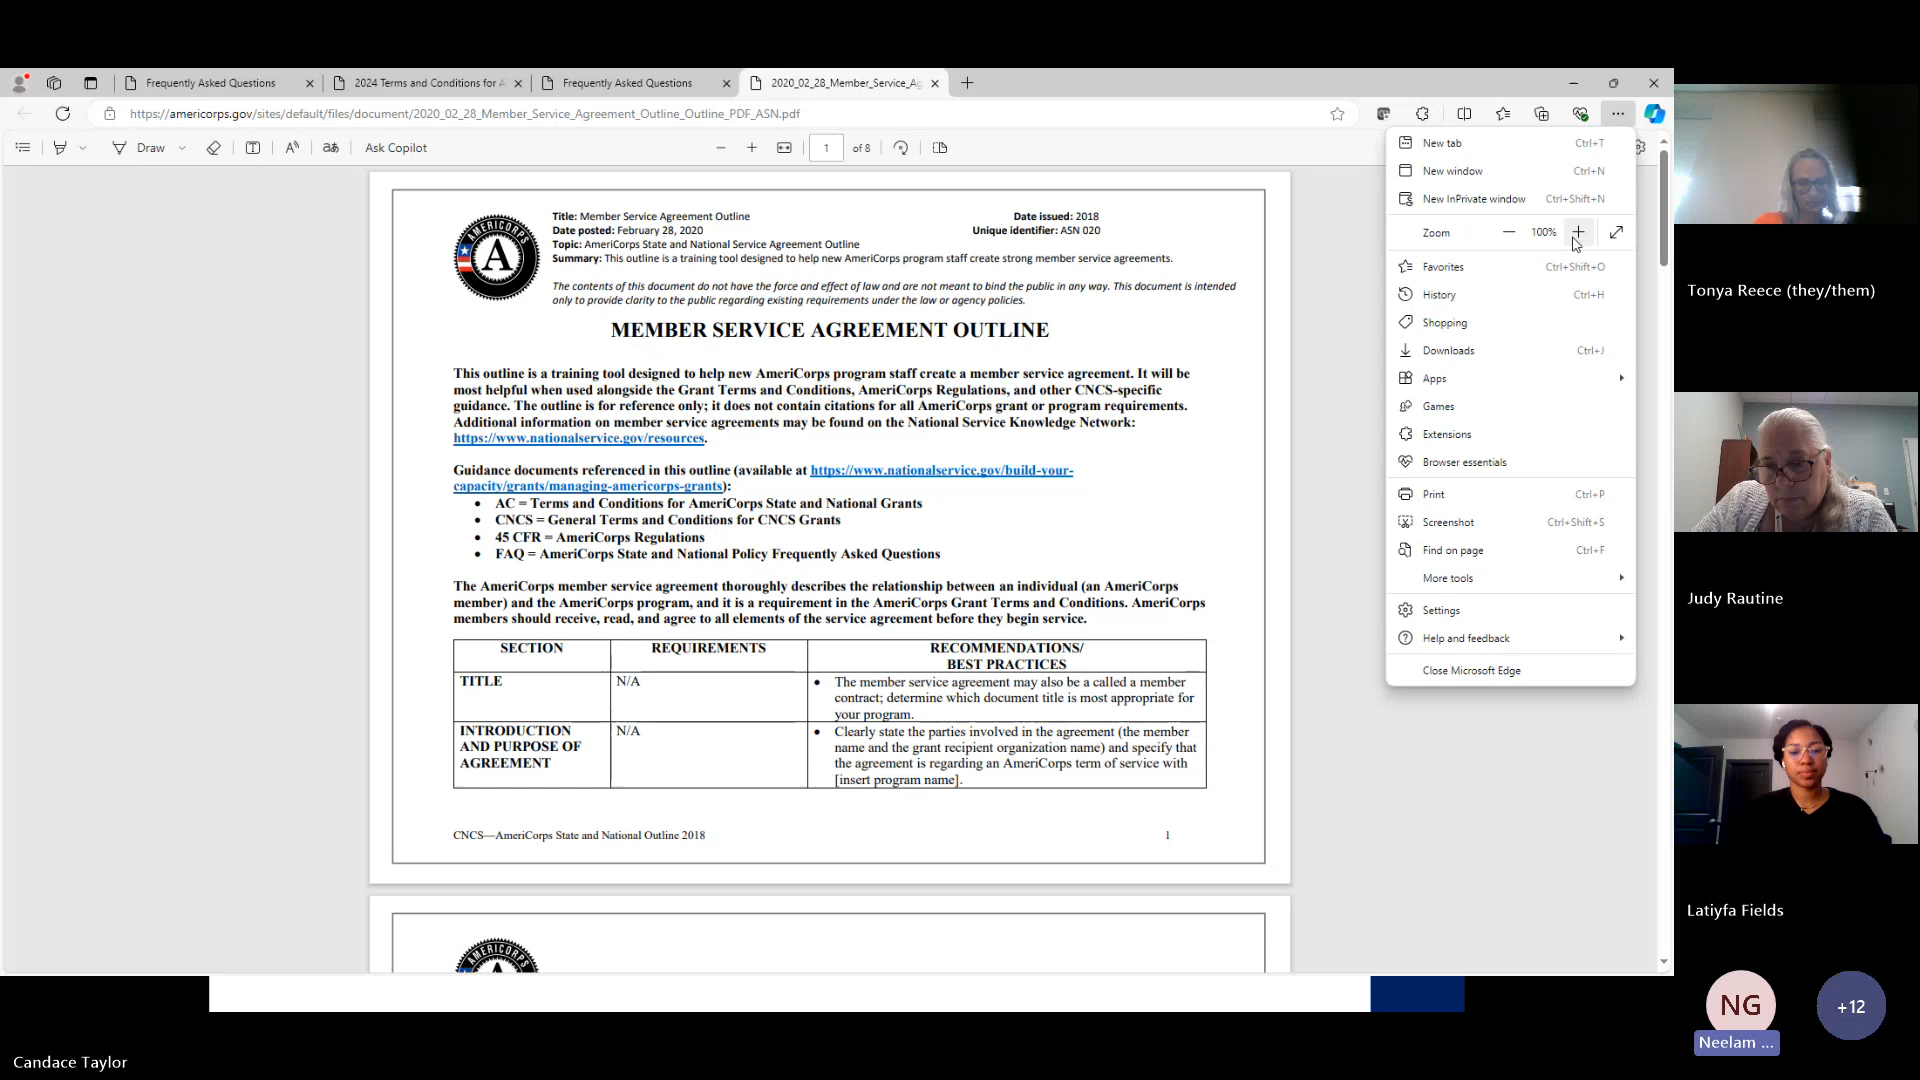 Frequently Asked Questions
2024 Terms and Conditions for A
Frequently Asked Questions
2020_02_28_Member_Service_Ag
https://americorps.gov/sites/default/files/document/2020_02_28_Member_Service_Agreement_Outline_Outline_PDF_ASN.pdf
Draw
Ask Copilot
1
of 8
Title: Member Service Agreement Outline
Date issued: 2018
Date posted: February 28, 2020
Unique identifier: ASN 020
Topic: AmeriCorps State and National Service Agreement Outline
Summary: This outline is a training tool designed to help new AmeriCorps program staff create strong member service agreements.
The contents of this document do not have the force and effect of law and are not meant to bind the public in any way. This document is intended
only to provide clarity to the public regarding existing requirements under the law or agency policies.
AMERICORPS
A
MEMBER SERVICE AGREEMENT OUTLINE
This outline is a training tool designed to help new AmeriCorps program staff create a member service agreement. It will be
most helpful when used alongside the Grant Terms and Conditions, AmeriCorps Regulations, and other CNCS-specific
guidance. The outline is for reference only; it does not contain citations for all AmeriCorps grant or program requirements.
Additional information on member service agreements may be found on the National Service Knowledge Network:
https://www.nationalservice.gov/resources.
Guidance documents referenced in this outline (available at https://www.nationalservice.gov/build-your-
capacity/grants/managing-americorps-grants):
• AC = Terms and Conditions for AmeriCorps State and National Grants
• CNCS = General Terms and Conditions for CNCS Grants
• 45 CFR = AmeriCorps Regulations
• FAQ = AmeriCorps State and National Policy Frequently Asked Questions
The AmeriCorps member service agreement thoroughly describes the relationship between an individual (an AmeriCorps
member) and the AmeriCorps program, and it is a requirement in the AmeriCorps Grant Terms and Conditions. AmeriCorps
members should receive, read, and agree to all elements of the service agreement before they begin service.
SECTION
REQUIREMENTS
RECOMMENDATIONS/
BEST PRACTICES
TITLE
N/A
• The member service agreement may also be a called a member
contract; determine which document title is most appropriate for
your program.
INTRODUCTION
AND PURPOSE OF
AGREEMENT
N/A
• Clearly state the parties involved in the agreement (the member
name and the grant recipient organization name) and specify that
the agreement is regarding an AmeriCorps term of service with
[insert program name].
CNCS—AmeriCorps State and National Outline 2018
1
AMERICORPS
New tab Ctrl+T
New window Ctrl+N
New InPrivate window Ctrl+Shift+N
Zoom 100%
Favorites Ctrl+Shift+O
History Ctrl+H
Shopping
Downloads Ctrl+J
Apps
Games
Extensions
Browser essentials
Print Ctrl+P
Screenshot Ctrl+Shift+S
Find on page Ctrl+F
More tools
Settings
Help and feedback
Close Microsoft Edge
Tonya Reece (they/them)
Judy Rautine
Latiyfa Fields
NG
+12
Neelam ...
Candace Taylor